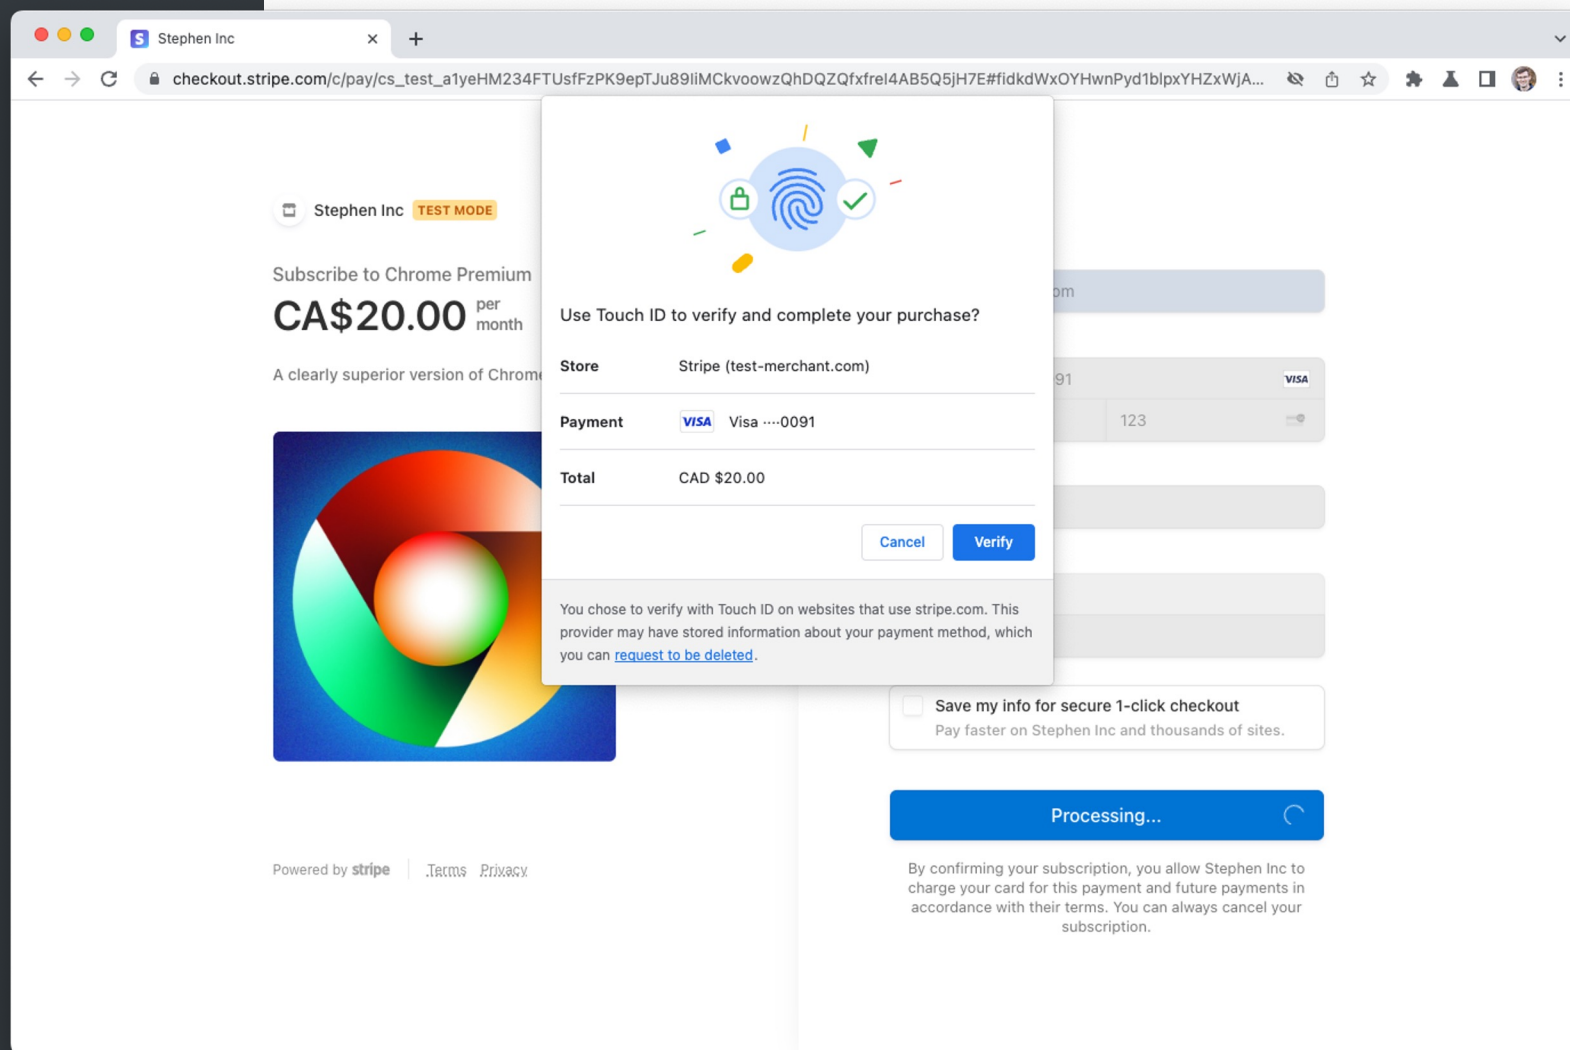 Stephen Inc
checkout.stripe.com/c/pay/cs_test_a1yeHM234FTUsfFzPK9epTJu89IiMCkvoowzQhDQZQfxfreI4AB5Q5jH7E#fidkdWxOYHwnPyd1blpxYHZxWjA...
Stephen Inc TEST MODE
Subscribe to Chrome Premium
CA$20.00 per month
A clearly superior version of Chrome
Use Touch ID to verify and complete your purchase?
Store Stripe (test-merchant.com)
Payment VISA Visa ····0091
Total CAD $20.00
Cancel Verify
You chose to verify with Touch ID on websites that use stripe.com. This
provider may have stored information about your payment method, which
you can request to be deleted.
om
91 VISA
123
Save my info for secure 1-click checkout
Pay faster on Stephen Inc and thousands of sites.
Processing...
By confirming your subscription, you allow Stephen Inc to
charge your card for this payment and future payments in
accordance with their terms. You can always cancel your
subscription.
Powered by stripe Terms Privacy